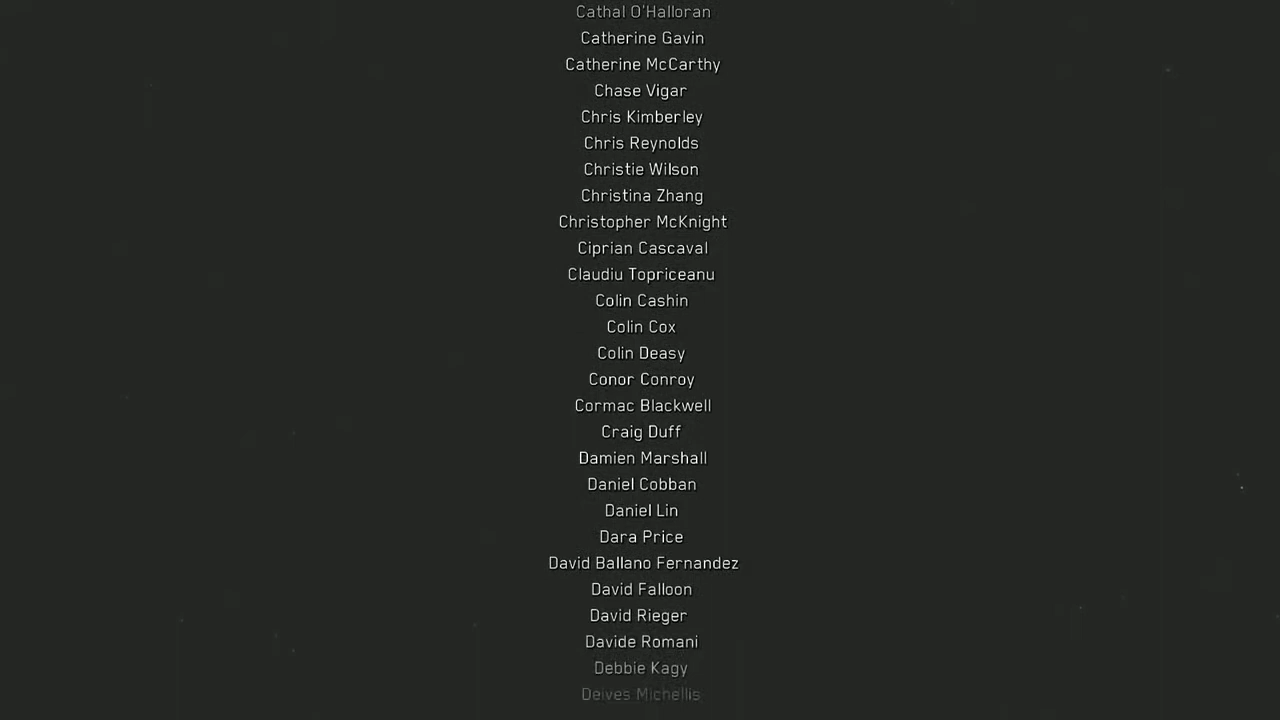 Cathal O'Halloran
Catherine Gavin
Catherine McCarthy
Chase Vigar
Chris Kimberley
Chris Reynolds
Christie Wilson
Christina Zhang
Christopher McKnight
Ciprian Cascaval
Claudiu Topriceanu
Colin Cashin
Colin Cox
Colin Deasy
Conor Conroy
Cormac Blackwell
Craig Duff
Damien Marshall
Daniel Cobban
Daniel Lin
Dara Price
David Ballano Fernandez
David Falloon
David Rieger
Davide Romani
Debbie Kagy
Deives Michellis